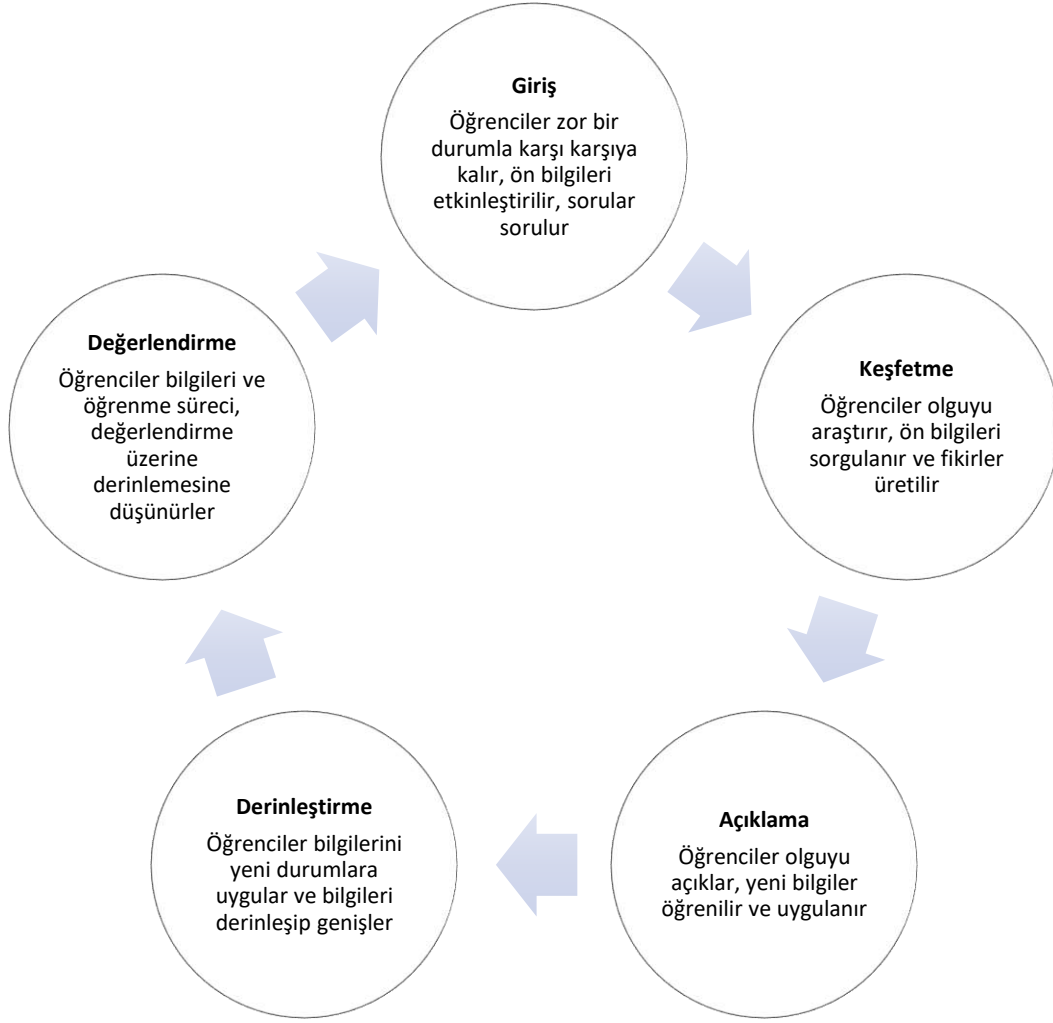 Giriş
Öğrenciler zor bir
durumla karşı karşıya
kalır, ön bilgileri
etkinleştirilir, sorular
sorulur
Keşfetme
Öğrenciler olguyu
araştırır, ön bilgileri
sorgulanır ve fikirler
üretilir
Açıklama
Öğrenciler olguyu
açıklar, yeni bilgiler
öğrenilir ve uygulanır
Derinleştirme
Öğrenciler bilgilerini
yeni durumlara
uygular ve bilgileri
derinleşip genişler
Değerlendirme
Öğrenciler bilgileri ve
öğrenme süreci,
değerlendirme
üzerine
derinlemesine
düşünürler